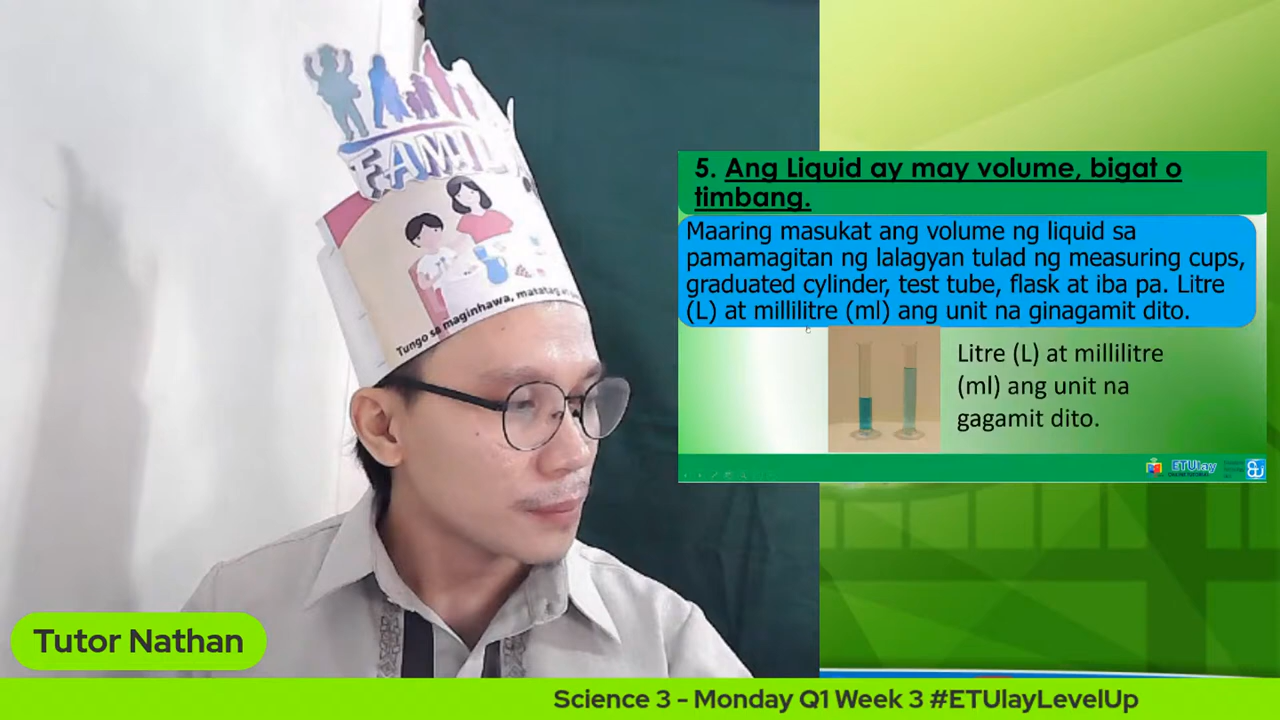 FAMIL
Tungo sa maginhawa, matatag at
5. Ang Liquid ay may volume, bigat o
timbang.
Maaring masukat ang volume ng liquid sa
pamamagitan ng lalagyan tulad ng measuring cups,
graduated cylinder, test tube, flask at iba pa. Litre
(L) at millilitre (ml) ang unit na ginagamit dito.
Litre (L) at millilitre
(ml) ang unit na
gagamit dito.
ETUlay
Tutor Nathan
Science 3 - Monday Q1 Week 3 #ETUlayLevelUp